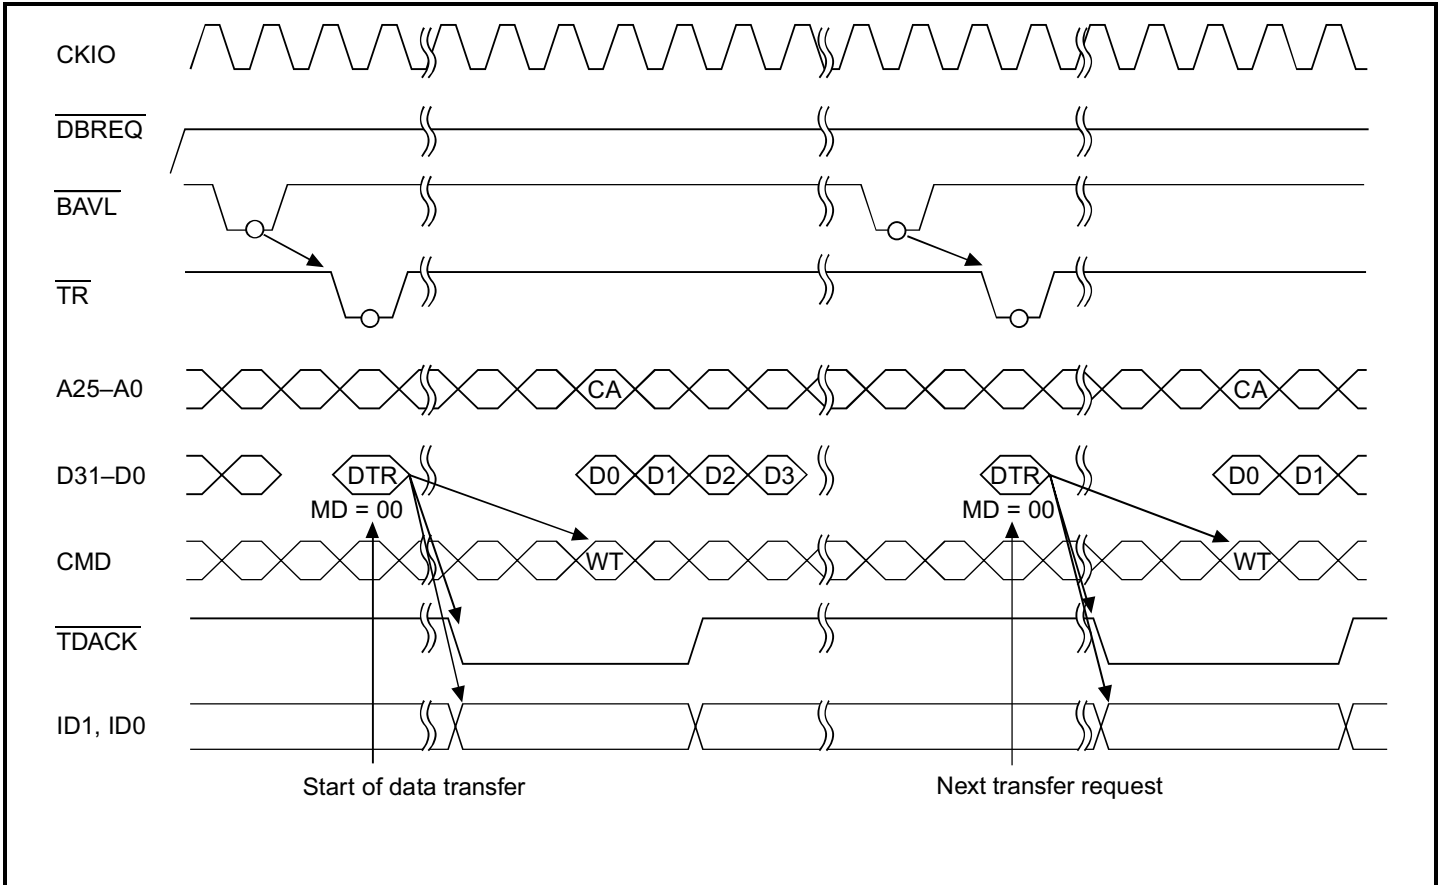 CKIO
DBREQ
BAVL
TR
A25–A0 CA CA
D31–D0 DTR D0 D1 D2 D3 DTR D0 D1
MD = 00 MD = 00
CMD WT WT
TDACK
ID1, ID0
Start of data transfer Next transfer request